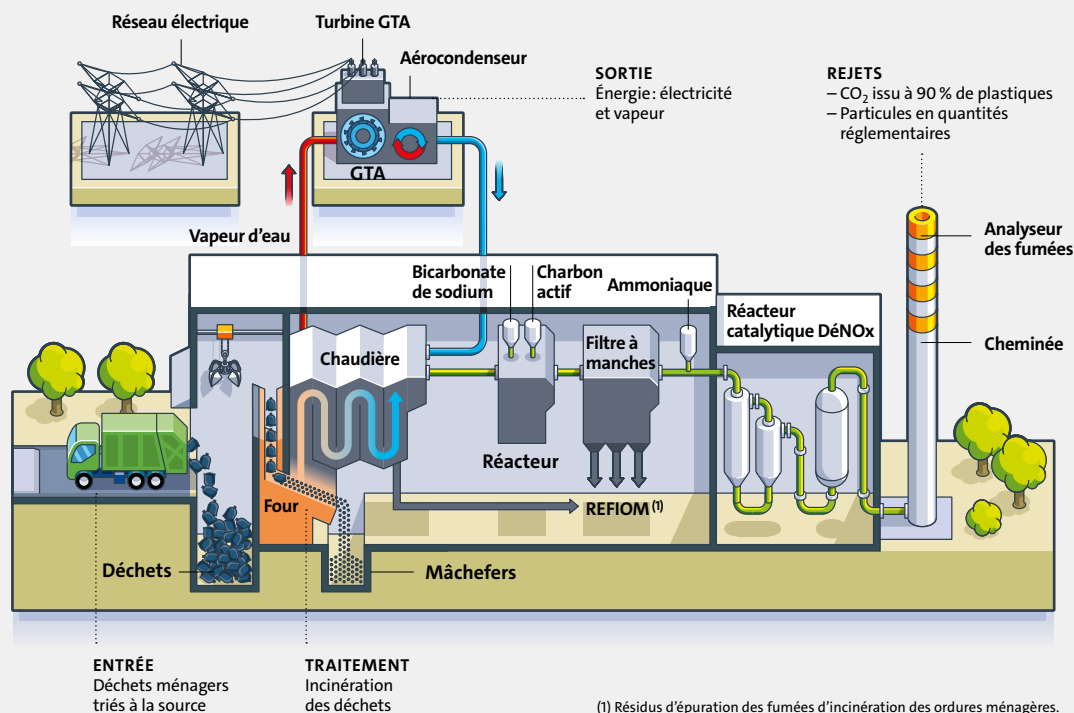 Réseau électrique
Turbine GTA
Aérocondenseur
SORTIE
Énergie : électricité
et vapeur
REJETS
– CO₂ issu à 90 % de plastiques
– Particules en quantités
réglementaires
GTA
Vapeur d'eau
Analyseur
des fumées
Bicarbonate
de sodium
Charbon
actif
Ammoniaque
Réacteur
catalytique DéNOx
Chaudière
Filtre à
manches
Cheminée
Réacteur
Four
REFIOM (1)
Déchets
Mâchefers
ENTRÉE
Déchets ménagers
triés à la source
TRAITEMENT
Incinération
des déchets
(1) Résidus d'épuration des fumées d'incinération des ordures ménagères.